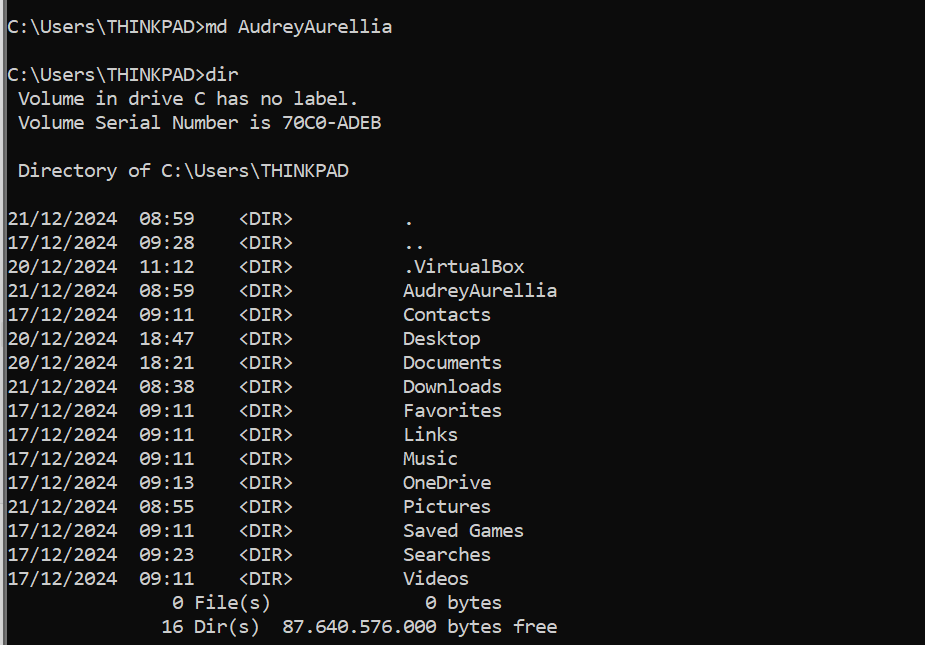 C:\Users\THINKPAD>md AudreyAurellia
C:\Users\THINKPAD>dir
 Volume in drive C has no label.
 Volume Serial Number is 70C0-ADEB
 Directory of C:\Users\THINKPAD
21/12/2024  08:59    <DIR>          .
17/12/2024  09:28    <DIR>          ..
20/12/2024  11:12    <DIR>          .VirtualBox
21/12/2024  08:59    <DIR>          AudreyAurellia
17/12/2024  09:11    <DIR>          Contacts
20/12/2024  18:47    <DIR>          Desktop
20/12/2024  18:21    <DIR>          Documents
21/12/2024  08:38    <DIR>          Downloads
17/12/2024  09:11    <DIR>          Favorites
17/12/2024  09:11    <DIR>          Links
17/12/2024  09:11    <DIR>          Music
17/12/2024  09:13    <DIR>          OneDrive
21/12/2024  08:55    <DIR>          Pictures
17/12/2024  09:11    <DIR>          Saved Games
17/12/2024  09:23    <DIR>          Searches
17/12/2024  09:11    <DIR>          Videos
               0 File(s)              0 bytes
              16 Dir(s)  87.640.576.000 bytes free